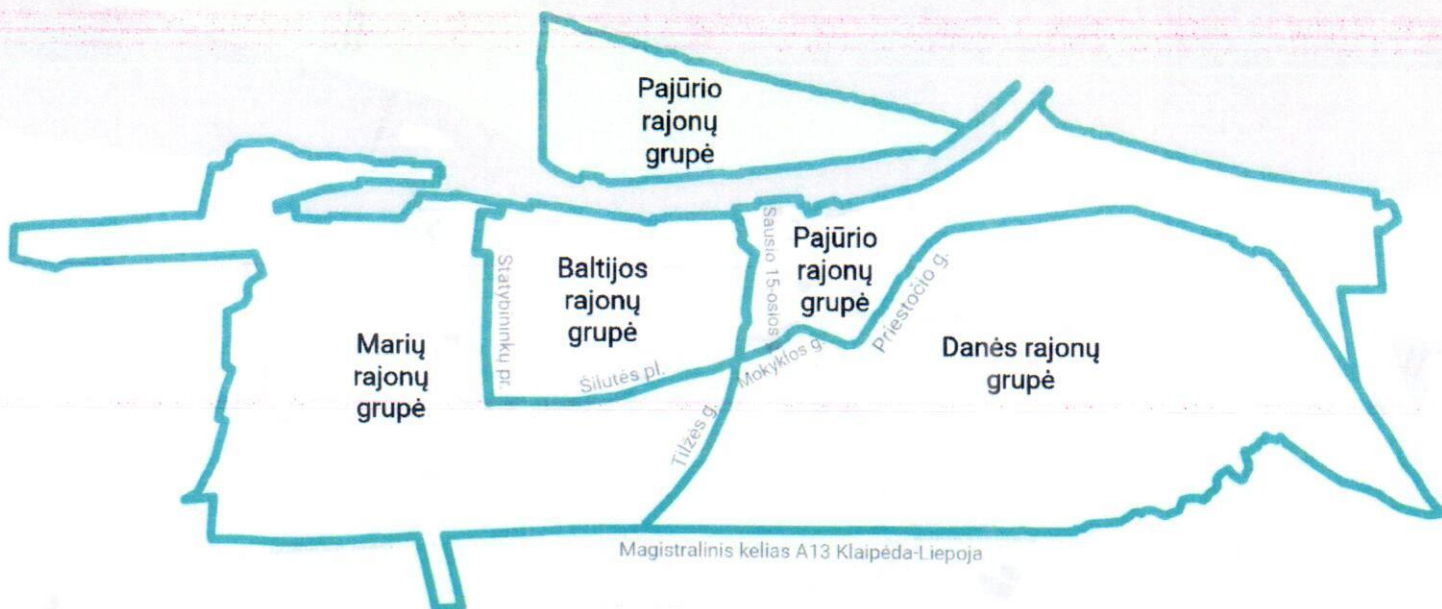 Pajūrio
rajonų
grupė
Pajūrio
rajonų
grupė
Baltijos
rajonų
grupė
Marių
rajonų
grupė
Danės rajonų
grupė
Statybininkų pr.
Sausio 15-osios g.
Šilutės pl.
Mokyklos g.
Priestočio g.
Tilžės g.
Magistralinis kelias A13 Klaipėda-Liepoja